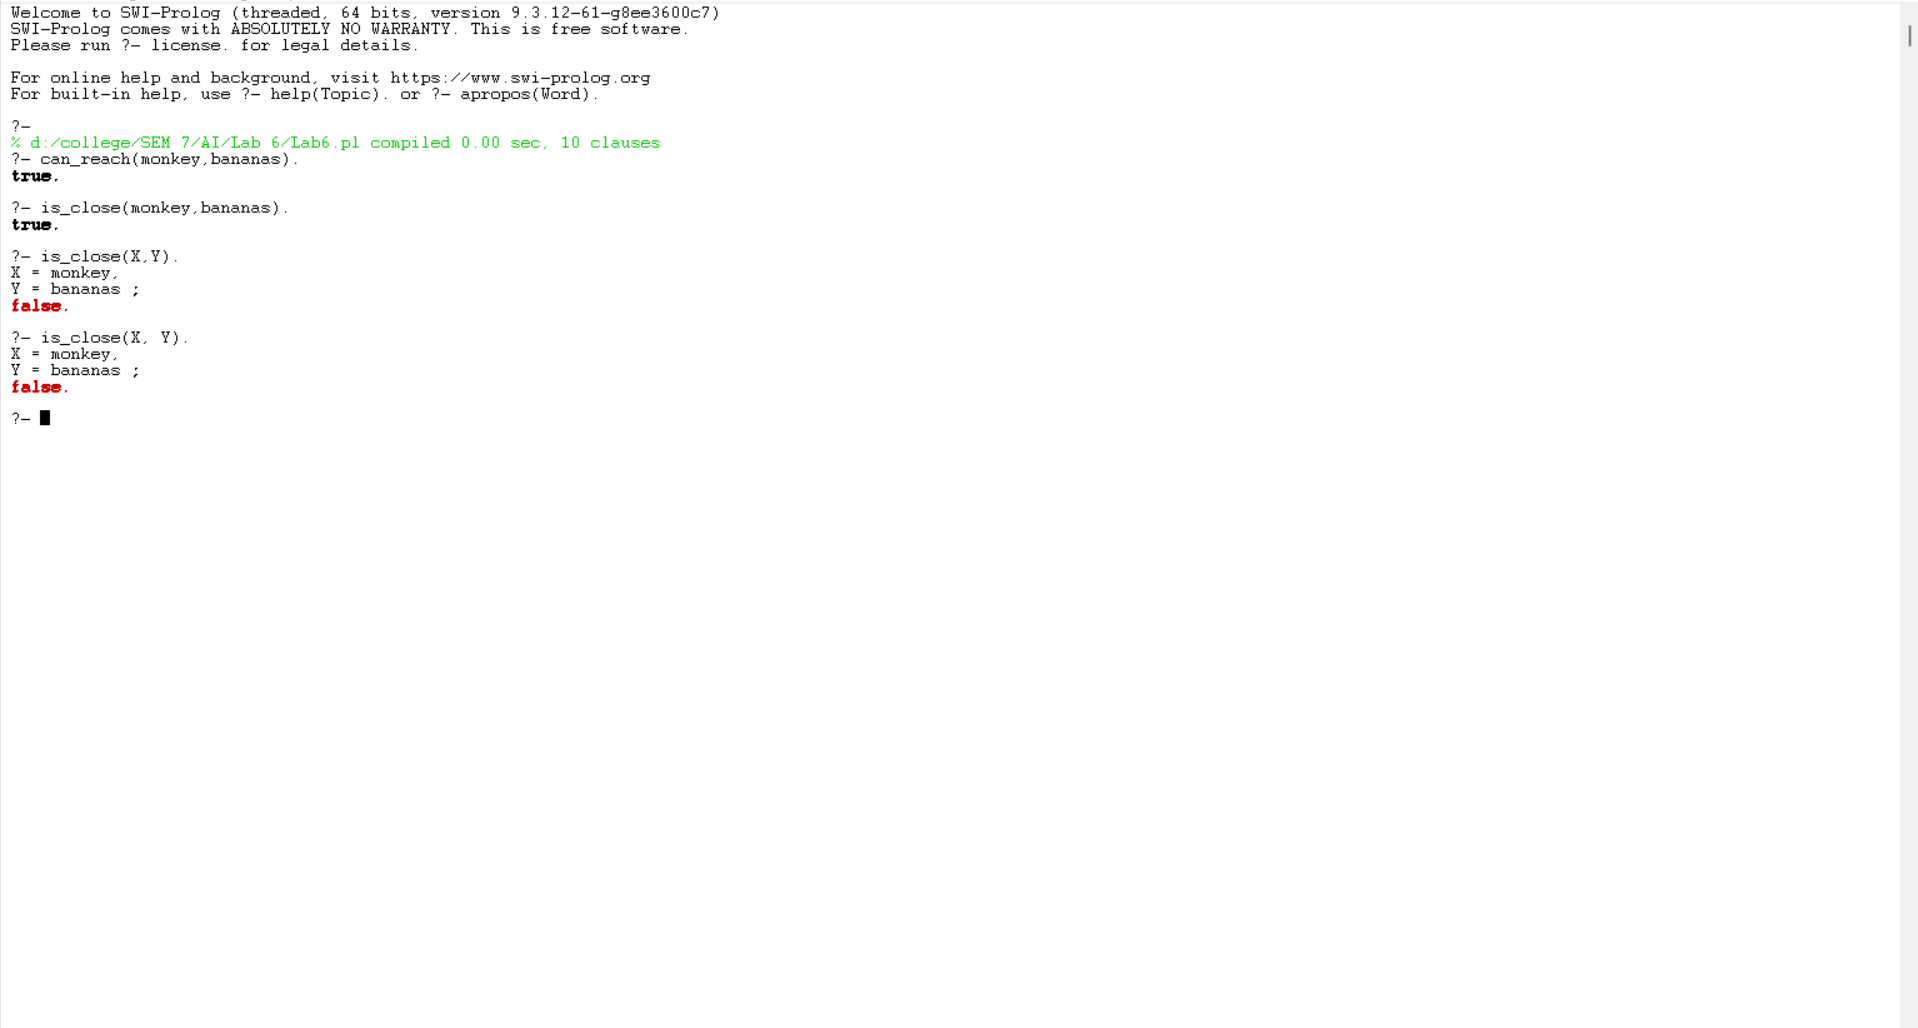 Welcome to SWI-Prolog (threaded, 64 bits, version 9.3.12-61-g8ee3600c7)
SWI-Prolog comes with ABSOLUTELY NO WARRANTY. This is free software.
Please run ?- license. for legal details.
For online help and background, visit https://www.swi-prolog.org
For built-in help, use ?- help(Topic). or ?- apropos(Word).
?-
% d:/college/SEM 7/AI/Lab 6/Lab6.pl compiled 0.00 sec, 10 clauses
?- can_reach(monkey,bananas).
true.
?- is_close(monkey,bananas).
true.
?- is_close(X,Y).
X = monkey,
Y = bananas ;
false.
?- is_close(X, Y).
X = monkey,
Y = bananas ;
false.
?-